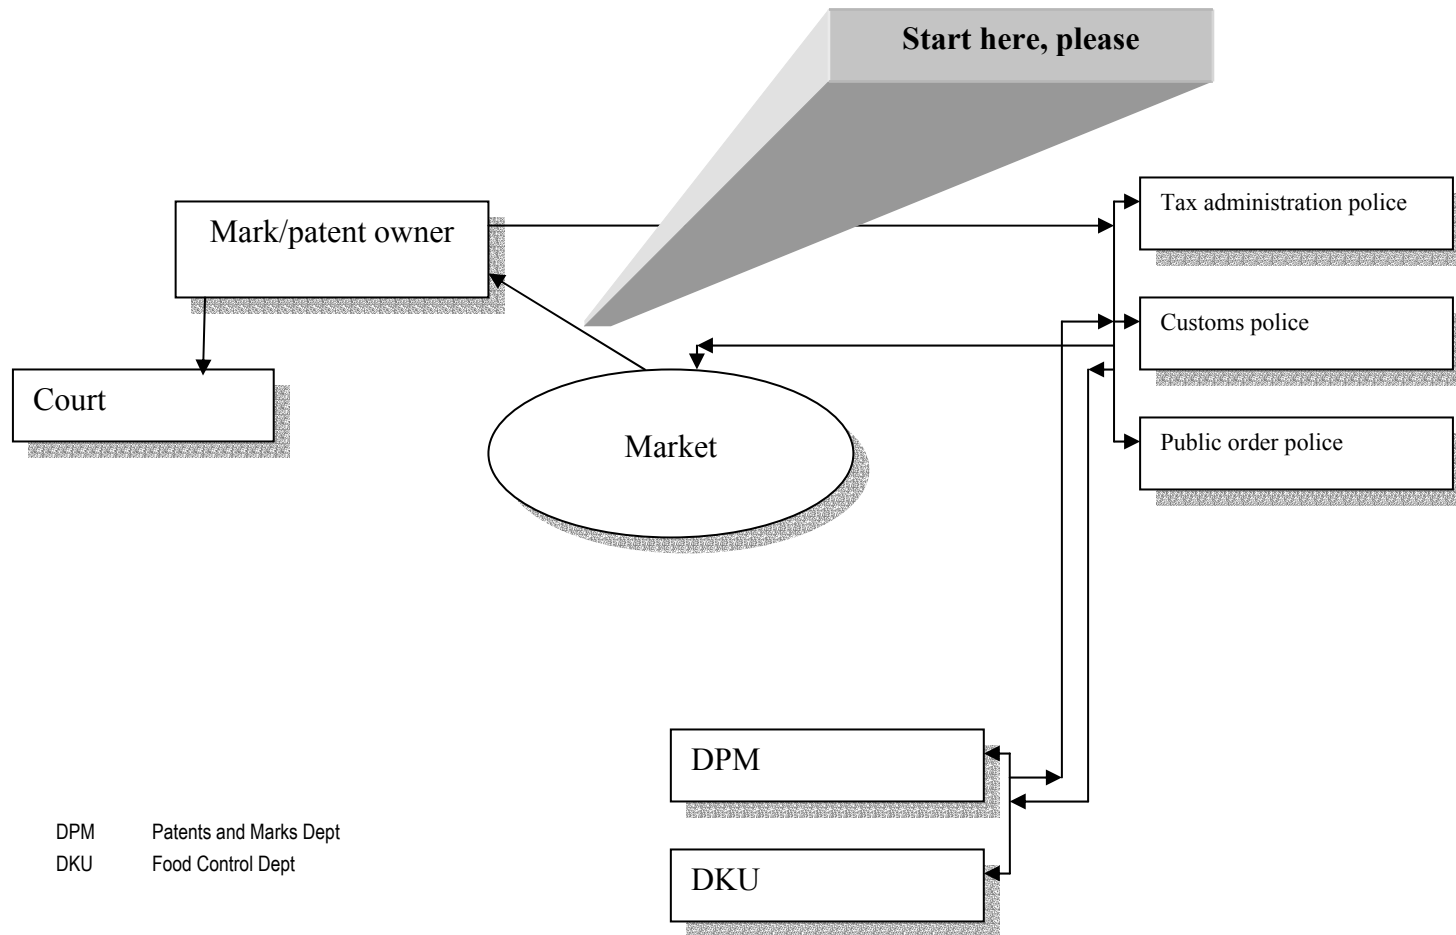 Start here, please
Tax administration police
Mark/patent owner
Customs police
Court
Public order police
Market
DPM
DPM Patents and Marks Dept
DKU Food Control Dept
DKU